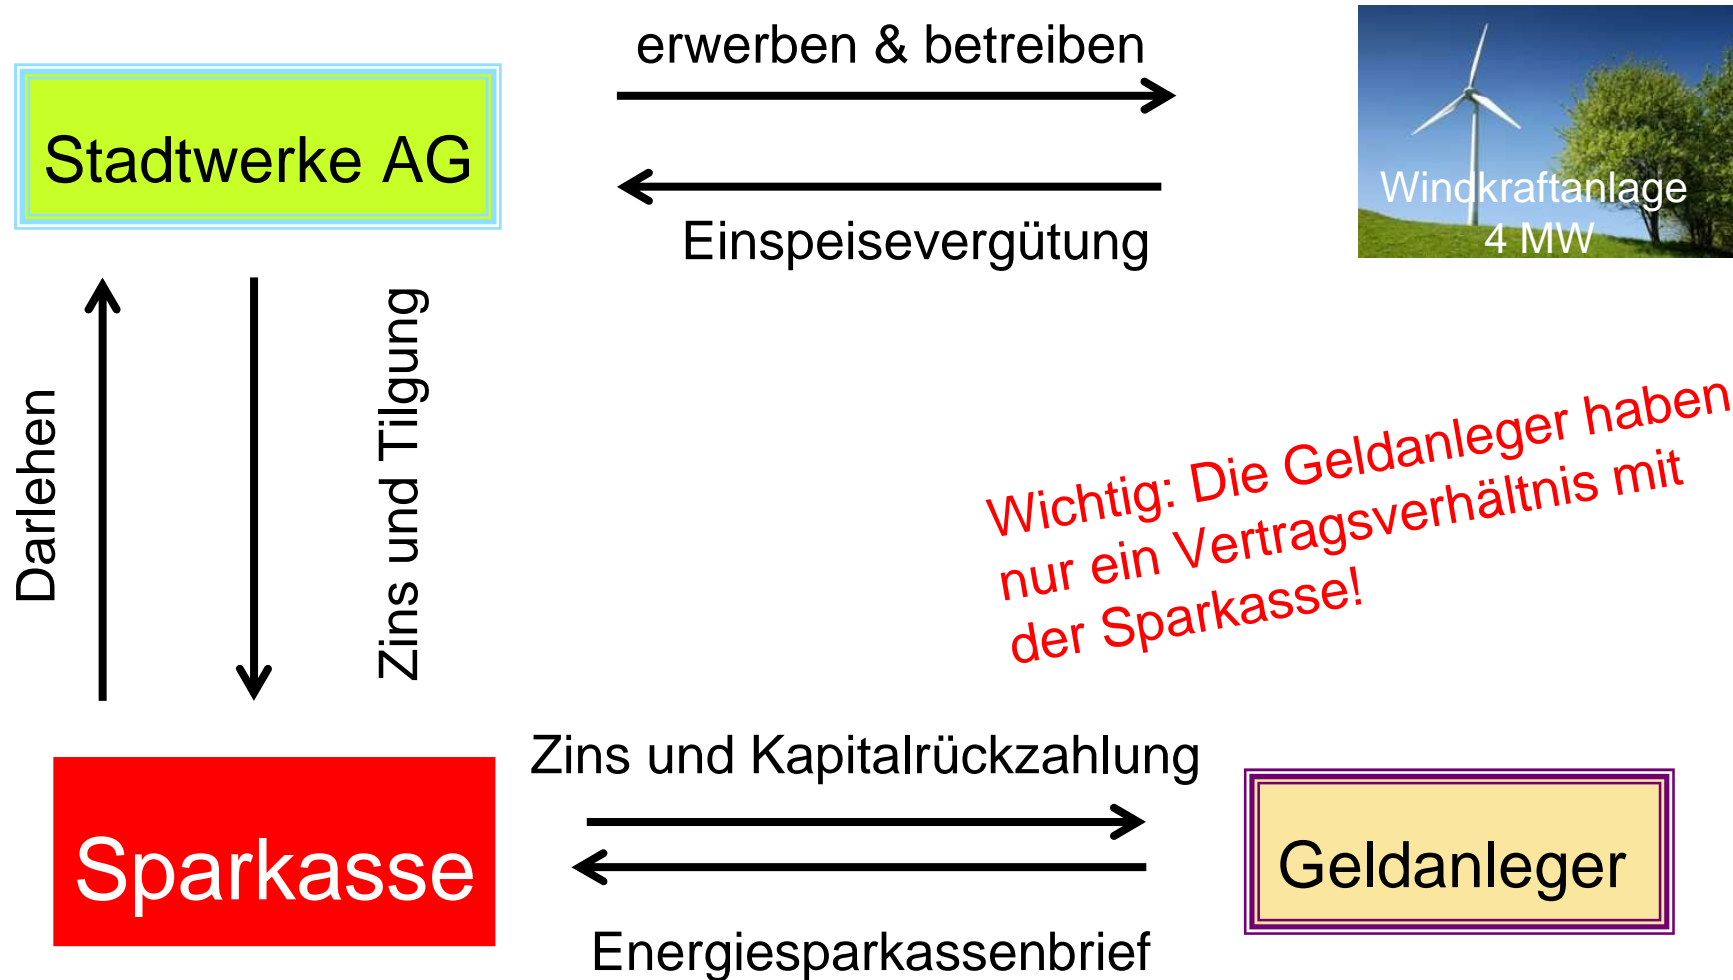 erwerben & betreiben
Stadtwerke AG
Windkraftanlage
4 MW
Einspeisevergütung
Darlehen
Zins und Tilgung
Wichtig: Die Geldanleger haben
nur ein Vertragsverhältnis mit
der Sparkasse!
Zins und Kapitalrückzahlung
Sparkasse
Geldanleger
Energiesparkassenbrief